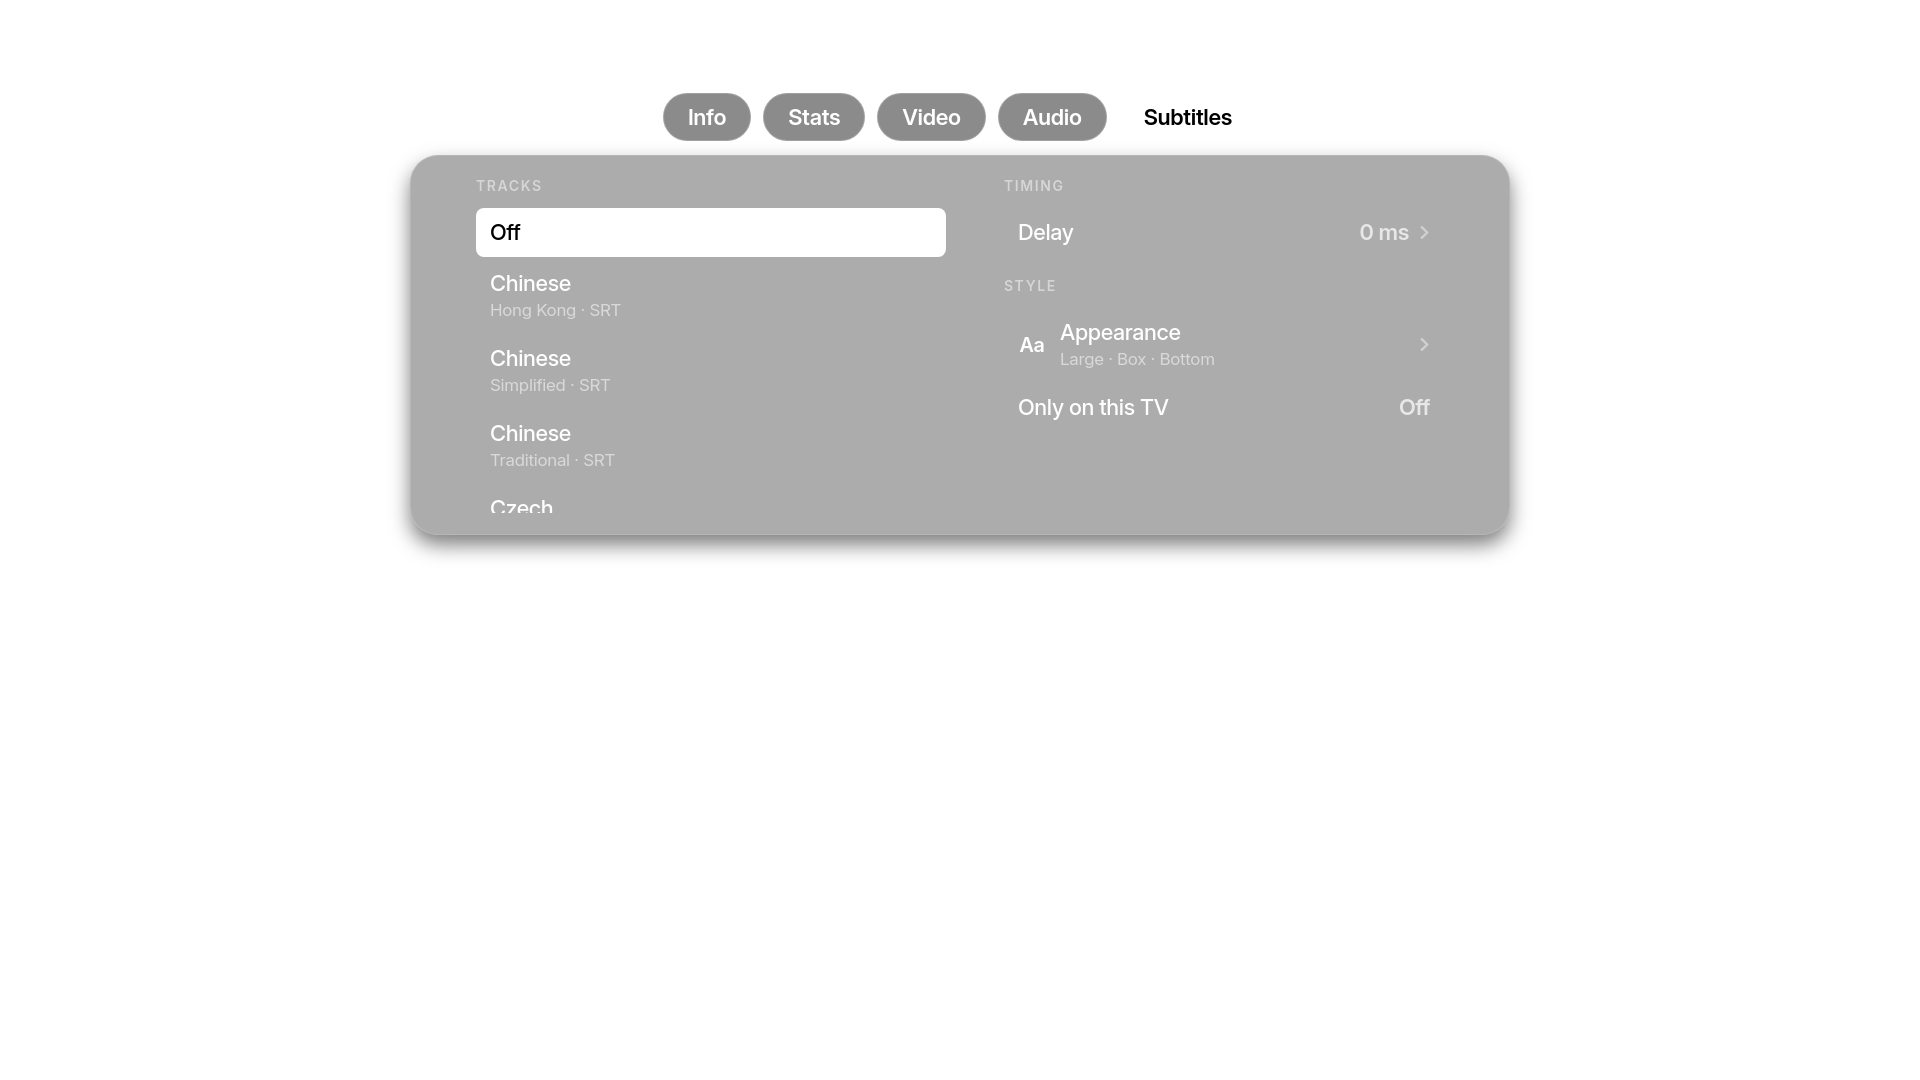 Info
Stats
Video
Audio
Subtitles
TRACKS
Off
Chinese
Hong Kong · SRT
Chinese
Simplified · SRT
Chinese
Traditional · SRT
Czech
TIMING
Delay
0 ms
STYLE
Aa
Appearance
Large · Box · Bottom
Only on this TV
Off